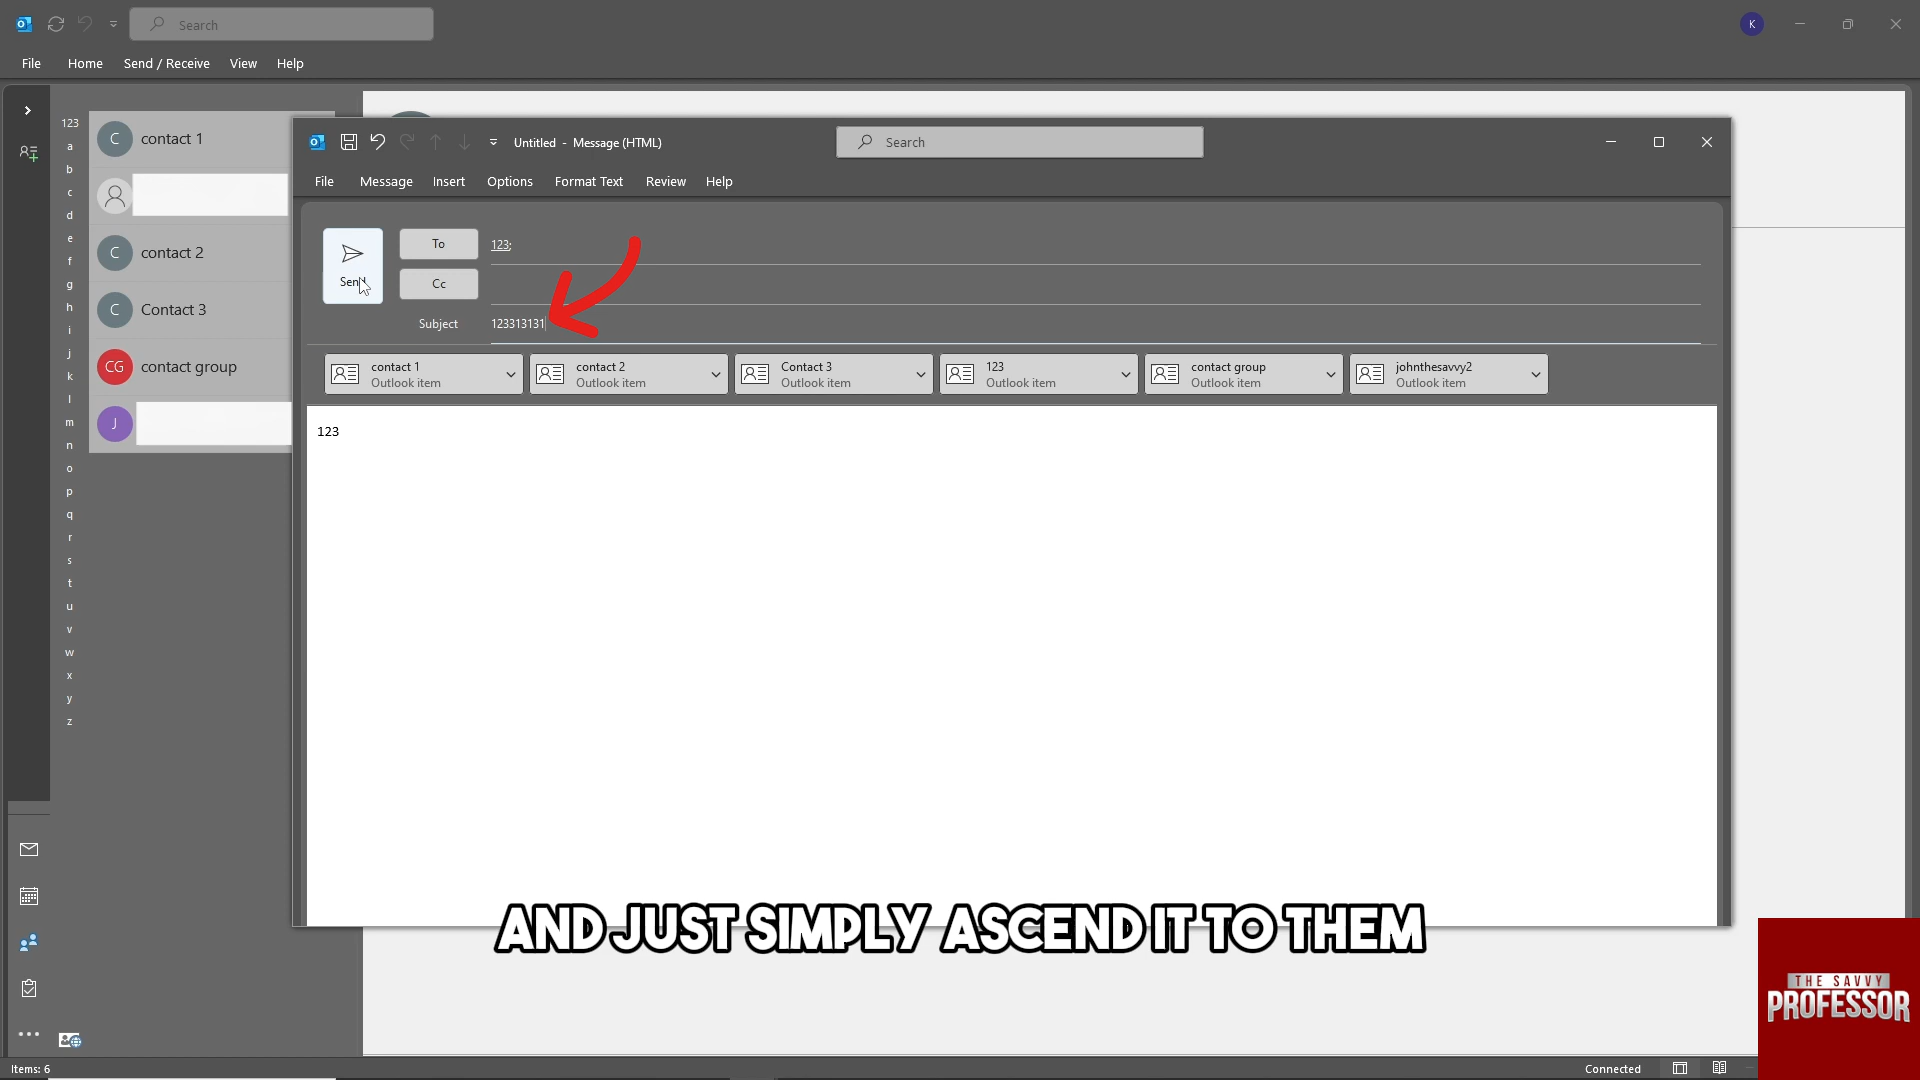 Search
K
File Home Send / Receive View Help
123
a
b
c
d
e
f
g
h
i
j
k
l
m
n
o
p
q
r
s
t
u
v
w
x
y
z
C contact 1
C contact 2
C Contact 3
CG contact group
J
Untitled - Message (HTML)
Search
File Message Insert Options Format Text Review Help
Send
To 123;
Cc
Subject 123313131
contact 1
Outlook item
contact 2
Outlook item
Contact 3
Outlook item
123
Outlook item
contact group
Outlook item
johnthesavvy2
Outlook item
123
AND JUST SIMPLY ASCEND IT TO THEM
THE SAVVY
PROFESSOR
Items: 6
Connected